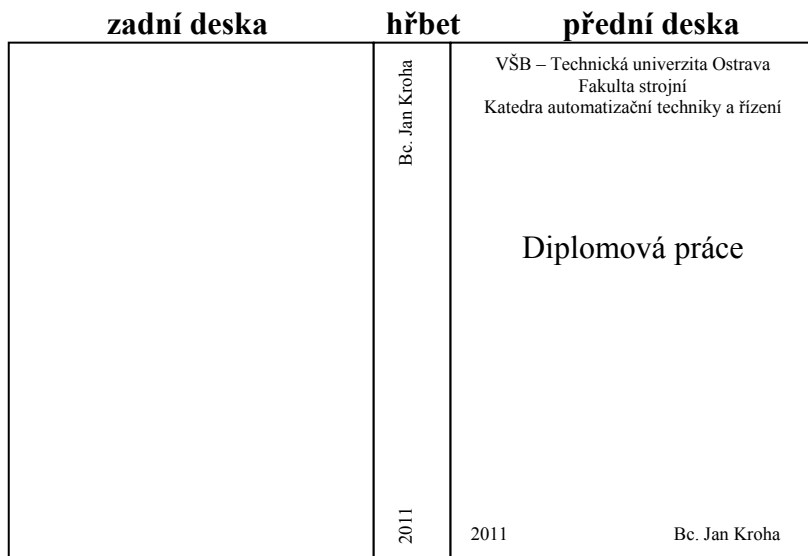 zadní deska hřbet přední deska
Bc. Jan Kroha
2011
VŠB – Technická univerzita Ostrava
Fakulta strojní
Katedra automatizační techniky a řízení
Diplomová práce
2011 Bc. Jan Kroha